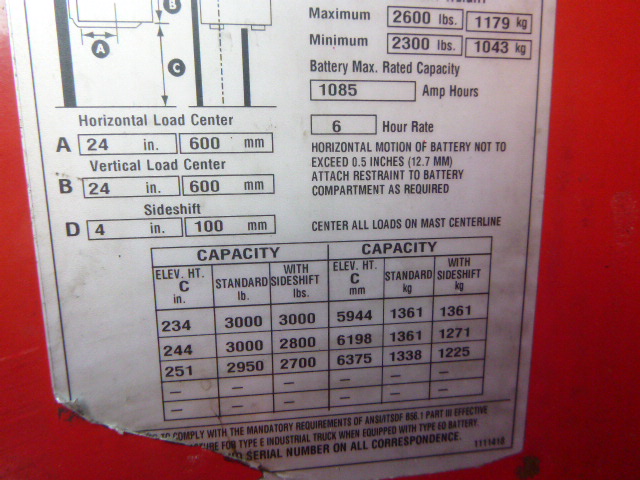 B
A
C
Maximum 2600 lbs. 1179 kg
Minimum 2300 lbs. 1043 kg
Battery Max. Rated Capacity
1085 Amp Hours
6 Hour Rate
Horizontal Load Center
A 24 in. 600 mm
Vertical Load Center
B 24 in. 600 mm
Sideshift
D 4 in. 100 mm
HORIZONTAL MOTION OF BATTERY NOT TO
EXCEED 0.5 INCHES (12.7 MM)
ATTACH RESTRAINT TO BATTERY
COMPARTMENT AS REQUIRED
CENTER ALL LOADS ON MAST CENTERLINE
CAPACITY CAPACITY
ELEV. HT. C in. STANDARD lb. WITH SIDESHIFT lbs. ELEV. HT. C mm STANDARD kg WITH SIDESHIFT kg
234 3000 3000 5944 1361 1361
244 3000 2800 6198 1361 1271
251 2950 2700 6375 1338 1225
– – – – – –
– – – – – –
TO COMPLY WITH THE MANDATORY REQUIREMENTS OF ANSI/ITSDF B56.1 PART III EFFECTIVE
FOR TYPE E INDUSTRIAL TRUCK WHEN EQUIPPED WITH TYPE EO BATTERY.
SERIAL NUMBER ON ALL CORRESPONDENCE.
1111418